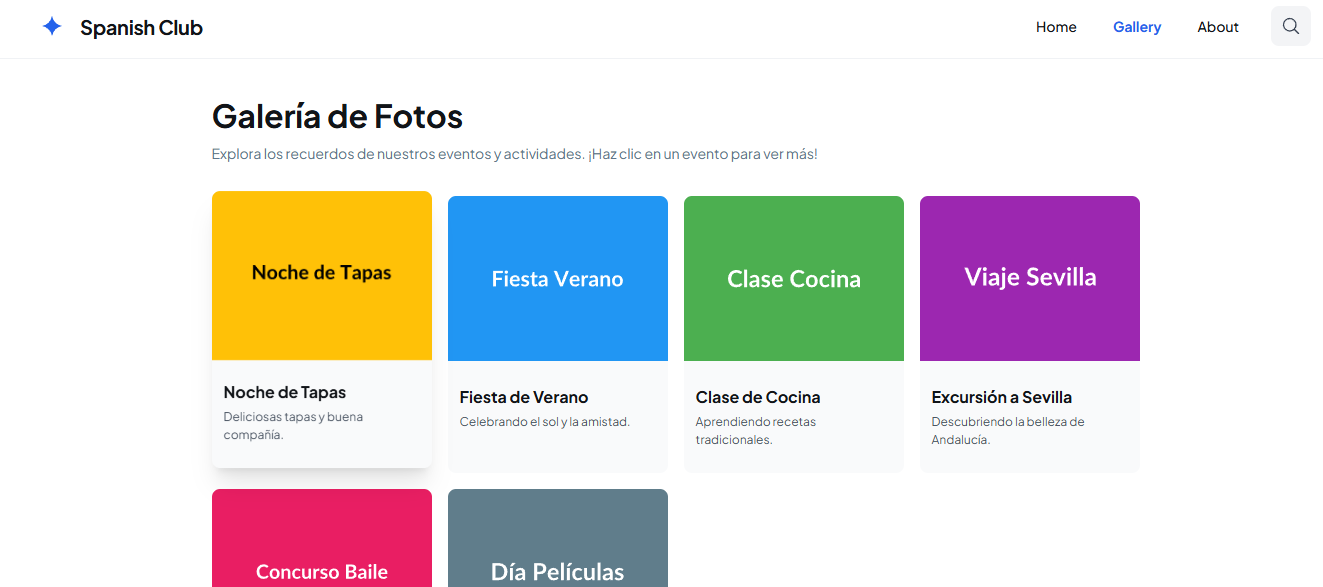 Spanish Club
Home
Gallery
About
Galería de Fotos
Explora los recuerdos de nuestros eventos y actividades. ¡Haz clic en un evento para ver más!
Noche de Tapas
Fiesta Verano
Clase Cocina
Viaje Sevilla
Noche de Tapas
Deliciosas tapas y buena
compañía.
Fiesta de Verano
Celebrando el sol y la amistad.
Clase de Cocina
Aprendiendo recetas
tradicionales.
Excursión a Sevilla
Descubriendo la belleza de
Andalucía.
Concurso Baile
Día Películas